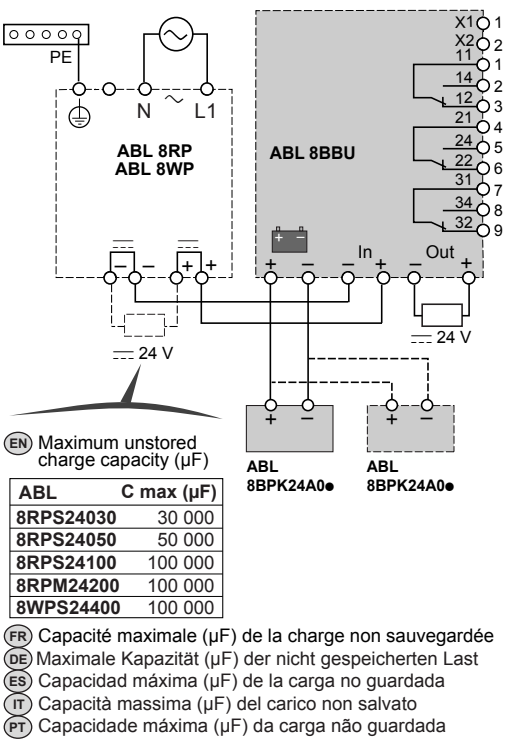 X1 1
X2 2
11 1
14 2
12 3
21 4
24 5
22 6
31 7
34 8
32 9
PE
N ~ L1
ABL 8RP
ABL 8WP
ABL 8BBU
+ −
In Out
− − + +
+ − − + − +
24 V
24 V
+ − + −
ABL
8BPK24A0●
ABL
8BPK24A0●
EN Maximum unstored
charge capacity (µF)
ABL C max (µF)
8RPS24030 30 000
8RPS24050 50 000
8RPS24100 100 000
8RPM24200 100 000
8WPS24400 100 000
FR Capacité maximale (µF) de la charge non sauvegardée
DE Maximale Kapazität (µF) der nicht gespeicherten Last
ES Capacidad máxima (µF) de la carga no guardada
IT Capacità massima (µF) del carico non salvato
PT Capacidade máxima (µF) da carga não guardada